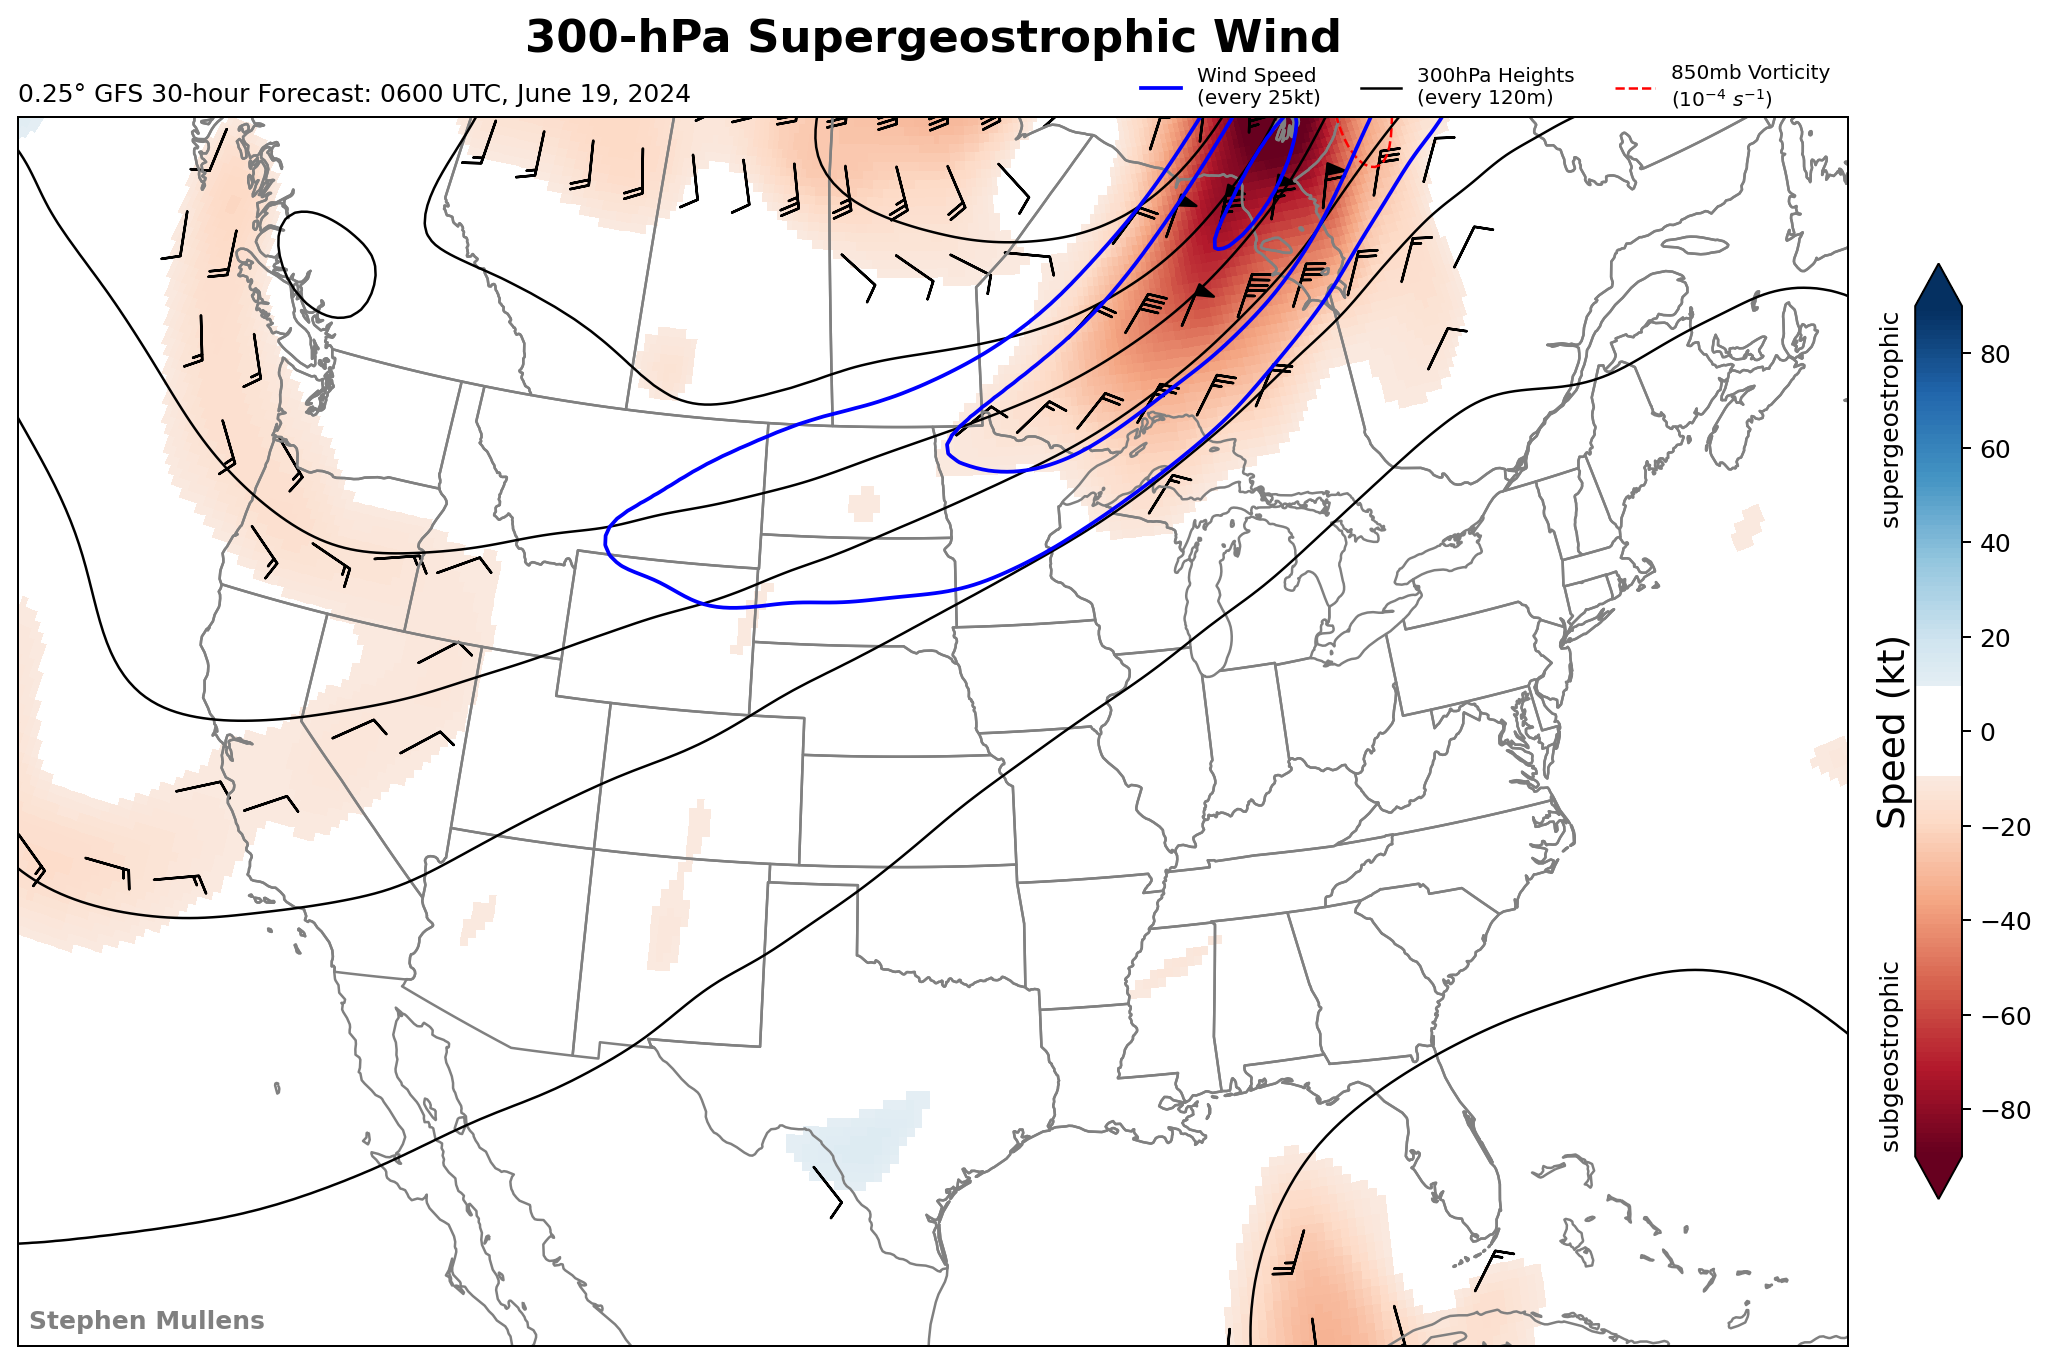 300-hPa Supergeostrophic Wind
0.25° GFS 30-hour Forecast: 0600 UTC, June 19, 2024
Wind Speed
(every 25kt)
300hPa Heights
(every 120m)
850mb Vorticity
(10⁻⁴ s⁻¹)
supergeostrophic
Speed (kt)
subgeostrophic
80
60
40
20
0
−20
−40
−60
−80
Stephen Mullens